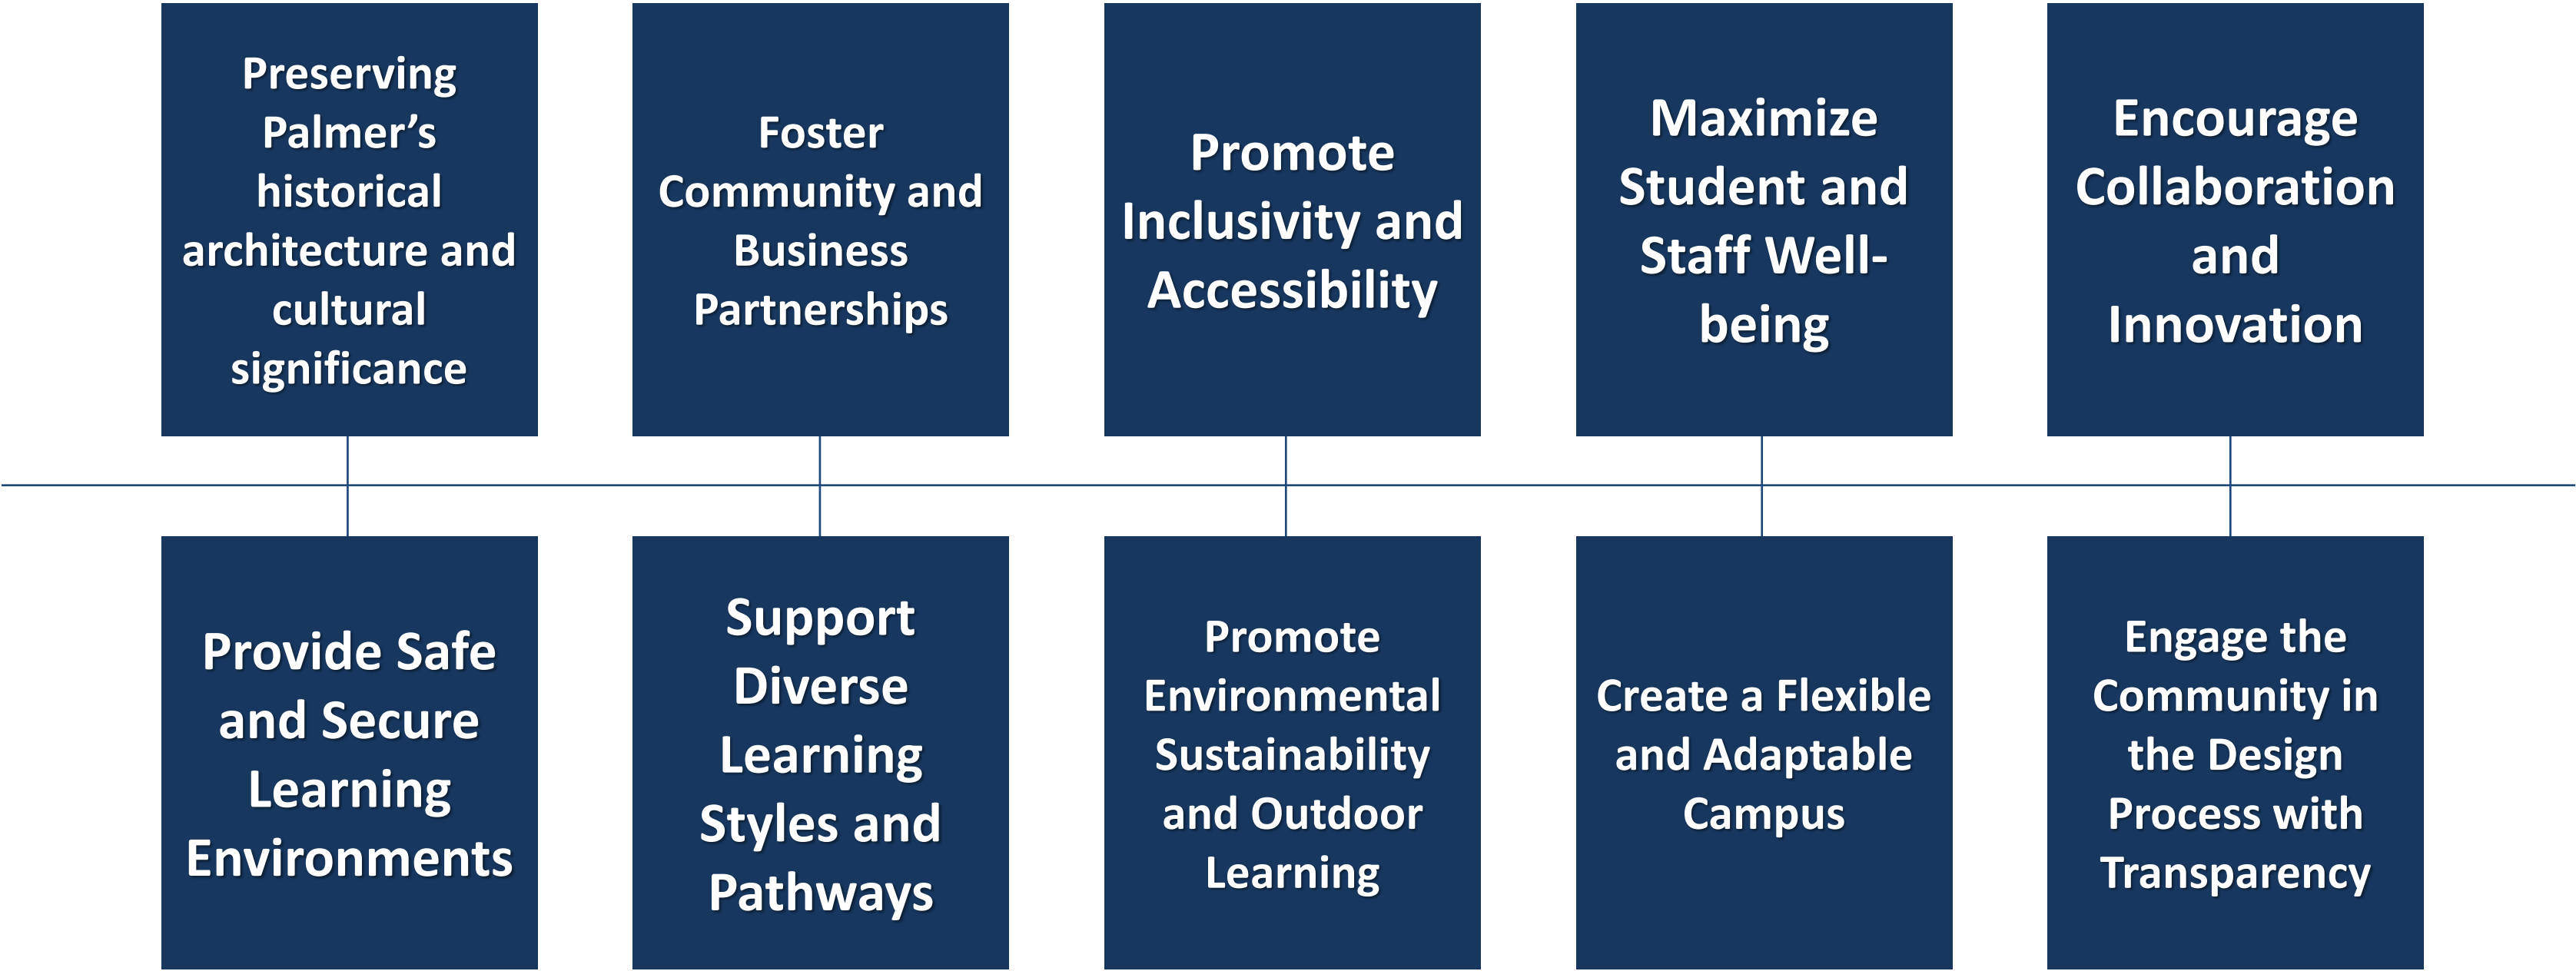 Preserving
Palmer’s
historical
architecture and
cultural
significance
Foster
Community and
Business
Partnerships
Promote
Inclusivity and
Accessibility
Maximize
Student and
Staff Well-
being
Encourage
Collaboration
and
Innovation
Provide Safe
and Secure
Learning
Environments
Support
Diverse
Learning
Styles and
Pathways
Promote
Environmental
Sustainability
and Outdoor
Learning
Create a Flexible
and Adaptable
Campus
Engage the
Community in
the Design
Process with
Transparency